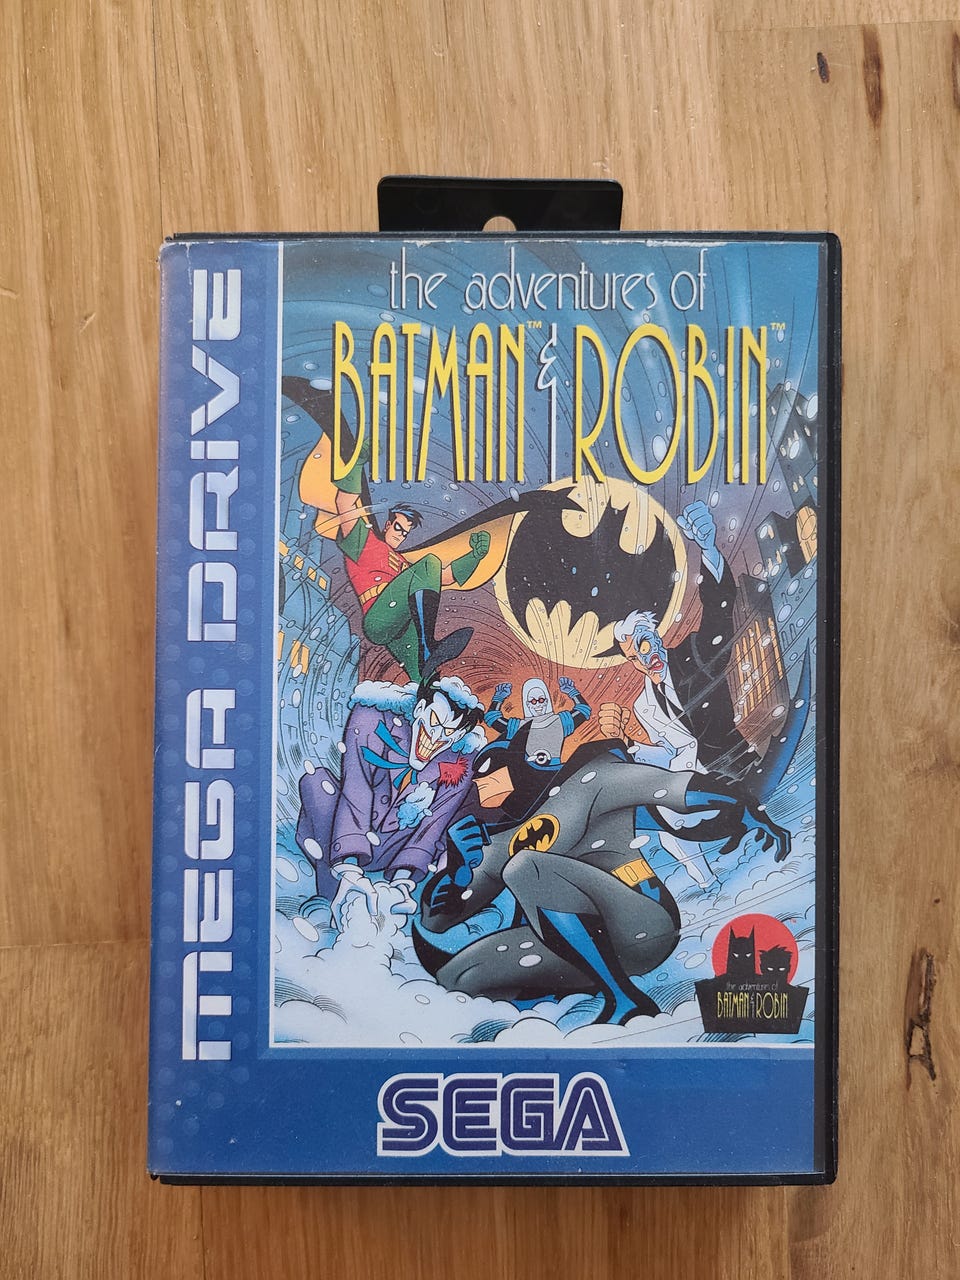 the adventures of
BATMAN™ & ROBIN™
MEGA DRIVE
the adventures of
BATMAN & ROBIN
SEGA